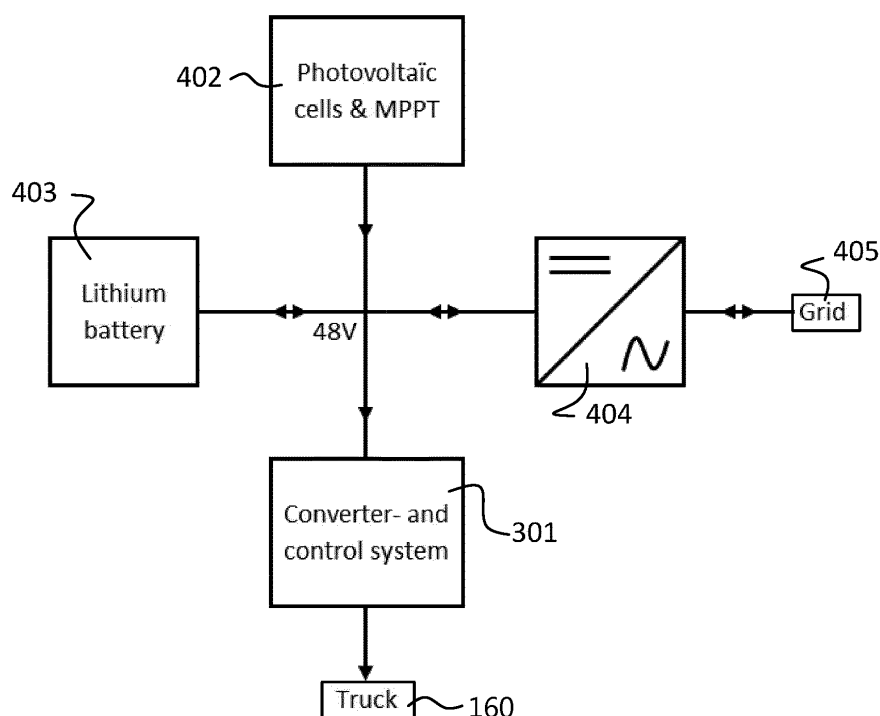 402
Photovoltaïc
cells & MPPT
403
Lithium
battery
48V
404
405
Grid
Converter- and
control system
301
Truck
160